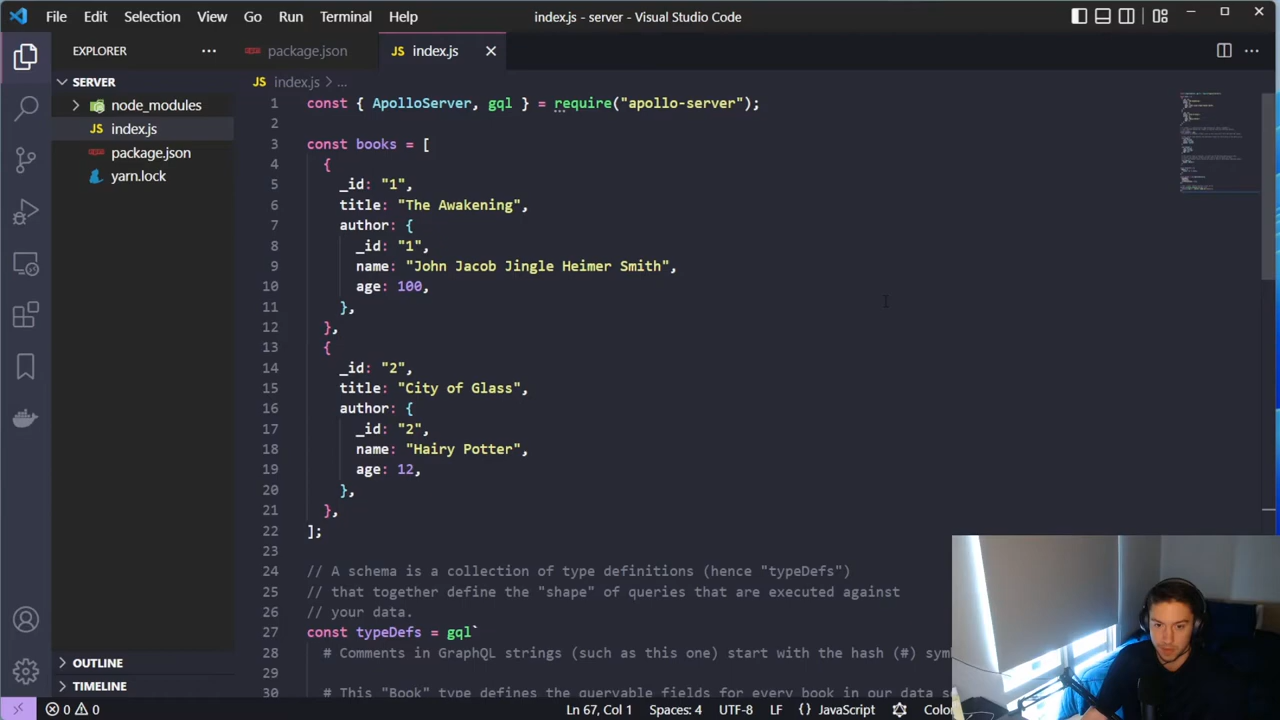 File Edit Selection View Go Run Terminal Help index.js - server - Visual Studio Code
EXPLORER ··· package.json JS index.js
SERVER
JS index.js > ...
node_modules
JS index.js
package.json
yarn.lock
1 const { ApolloServer, gql } = require("apollo-server");
2
3 const books = [
4 {
5 _id: "1",
6 title: "The Awakening",
7 author: {
8 _id: "1",
9 name: "John Jacob Jingle Heimer Smith",
10 age: 100,
11 },
12 },
13 {
14 _id: "2",
15 title: "City of Glass",
16 author: {
17 _id: "2",
18 name: "Hairy Potter",
19 age: 12,
20 },
21 },
22 ];
23
24 // A schema is a collection of type definitions (hence "typeDefs")
25 // that together define the "shape" of queries that are executed against
26 // your data.
27 const typeDefs = gql`
28 # Comments in GraphQL strings (such as this one) start with the hash (#)
30 # This "Book" type defines the queryable fields for every book in our data
OUTLINE
TIMELINE
0 0 Ln 67, Col 1 Spaces: 4 UTF-8 LF {} JavaScript